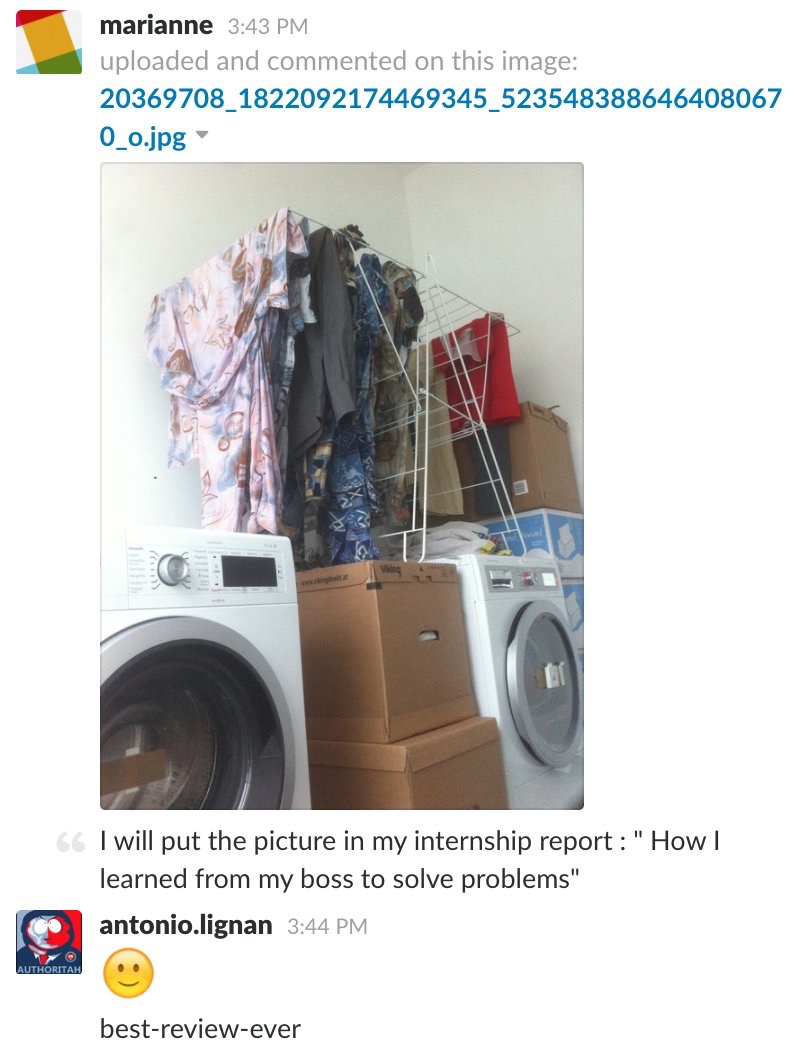 marianne 3:43 PM
uploaded and commented on this image:
20369708_1822092174469345_523548388646408067
0_o.jpg
www.vikingdirekt.at
Viking
I will put the picture in my internship report : " How I
learned from my boss to solve problems"
antonio.lignan 3:44 PM
AUTHORITAH
best-review-ever